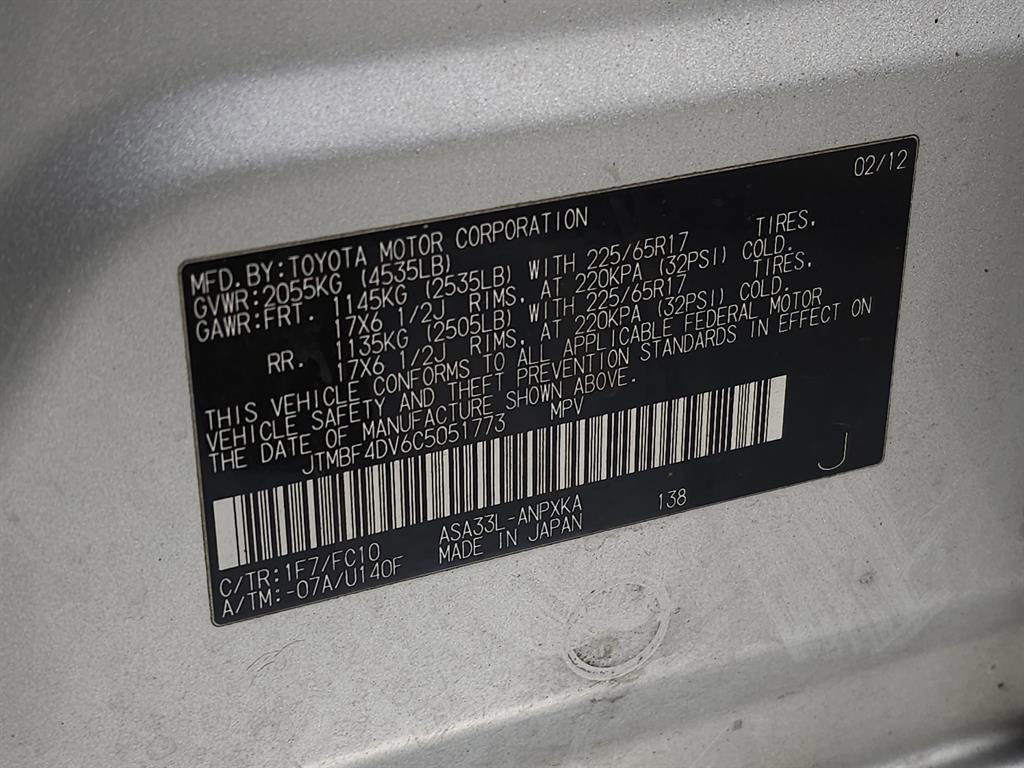 02/12
MFD.BY:TOYOTA MOTOR CORPORATION
GVWR:2055KG (4535LB)
GAWR:FRT. 1145KG (2535LB) WITH 225/65R17 TIRES.
17X6 1/2J RIMS, AT 220KPA (32PSI) COLD.
RR. 1135KG (2505LB) WITH 225/65R17 TIRES.
17X6 1/2J RIMS, AT 220KPA (32PSI) COLD.
THIS VEHICLE CONFORMS TO ALL APPLICABLE FEDERAL MOTOR
VEHICLE SAFETY AND THEFT PREVENTION STANDARDS IN EFFECT ON
THE DATE OF MANUFACTURE SHOWN ABOVE.
JTMBF4DV6C5051773 MPV
J
C/TR:1F7/FC10 ASA33L-ANPXKA 138
A/TM:-07A/U140F MADE IN JAPAN